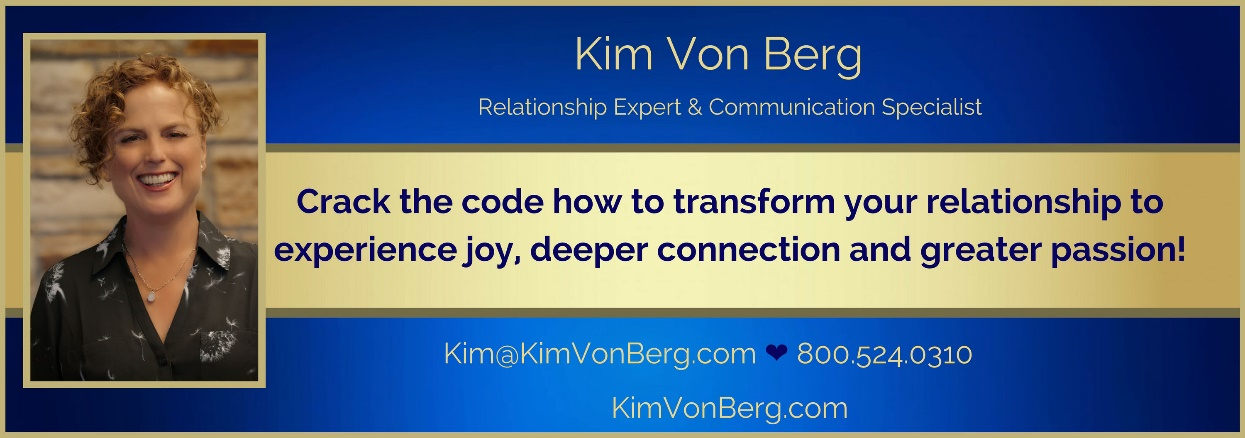 Kim Von Berg
Relationship Expert & Communication Specialist
Crack the code how to transform your relationship to
experience joy, deeper connection and greater passion!
Kim@KimVonBerg.com ❤ 800.524.0310
KimVonBerg.com